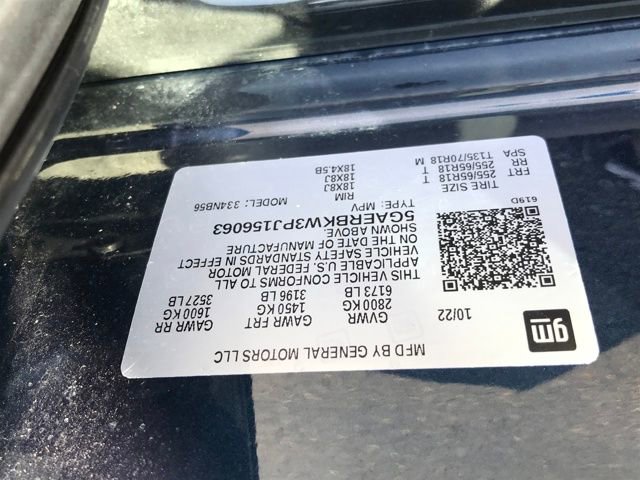 gm
MFD BY GENERAL MOTORS LLC
10/22
GVWR GAWR FRT GAWR RR
2800 KG 1450 KG 1600 KG
6173 LB 3196 LB 3527 LB
THIS VEHICLE CONFORMS TO ALL
APPLICABLE U.S. FEDERAL MOTOR
VEHICLE SAFETY STANDARDS IN EFFECT
ON THE DATE OF MANUFACTURE
SHOWN ABOVE.
5GAERBKW3PJ156063
TYPE: MPV MODEL: 334NB56
619D
TIRE SIZE RIM
FRT 255/65R18 T 18X8J
RR 255/65R18 T 18X8J
SPA T135/70R18 M 18X4.5B